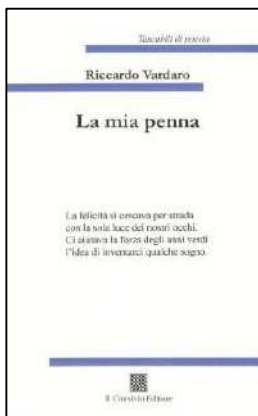 Tascabili di poesia
Riccardo Vardaro
La mia penna
La felicità si cercava per strada
con la sola luce dei nostri occhi.
Ci aiutava la forza degli anni verdi
l'idea di inventarci qualche sogno.
Il Convivio Editore